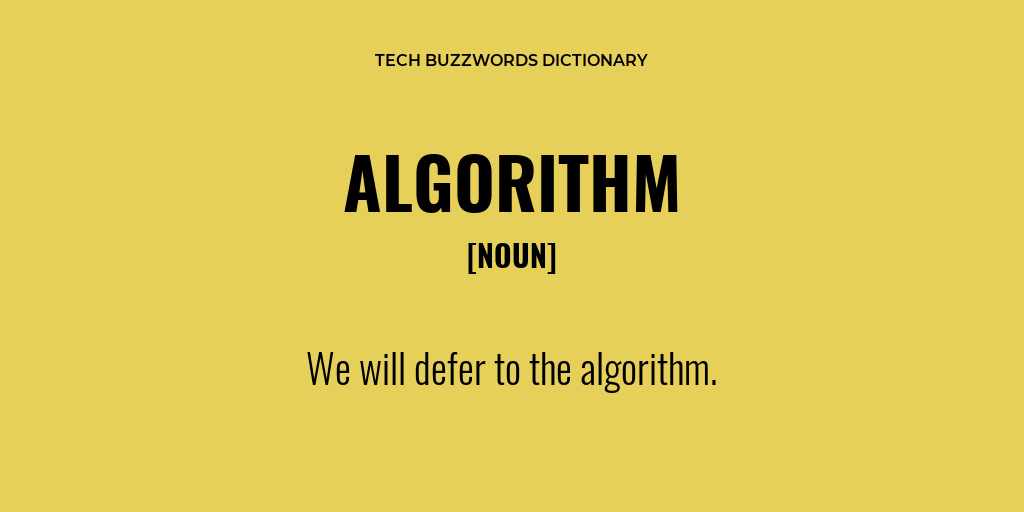 TECH BUZZWORDS DICTIONARY
ALGORITHM
[NOUN]
We will defer to the algorithm.